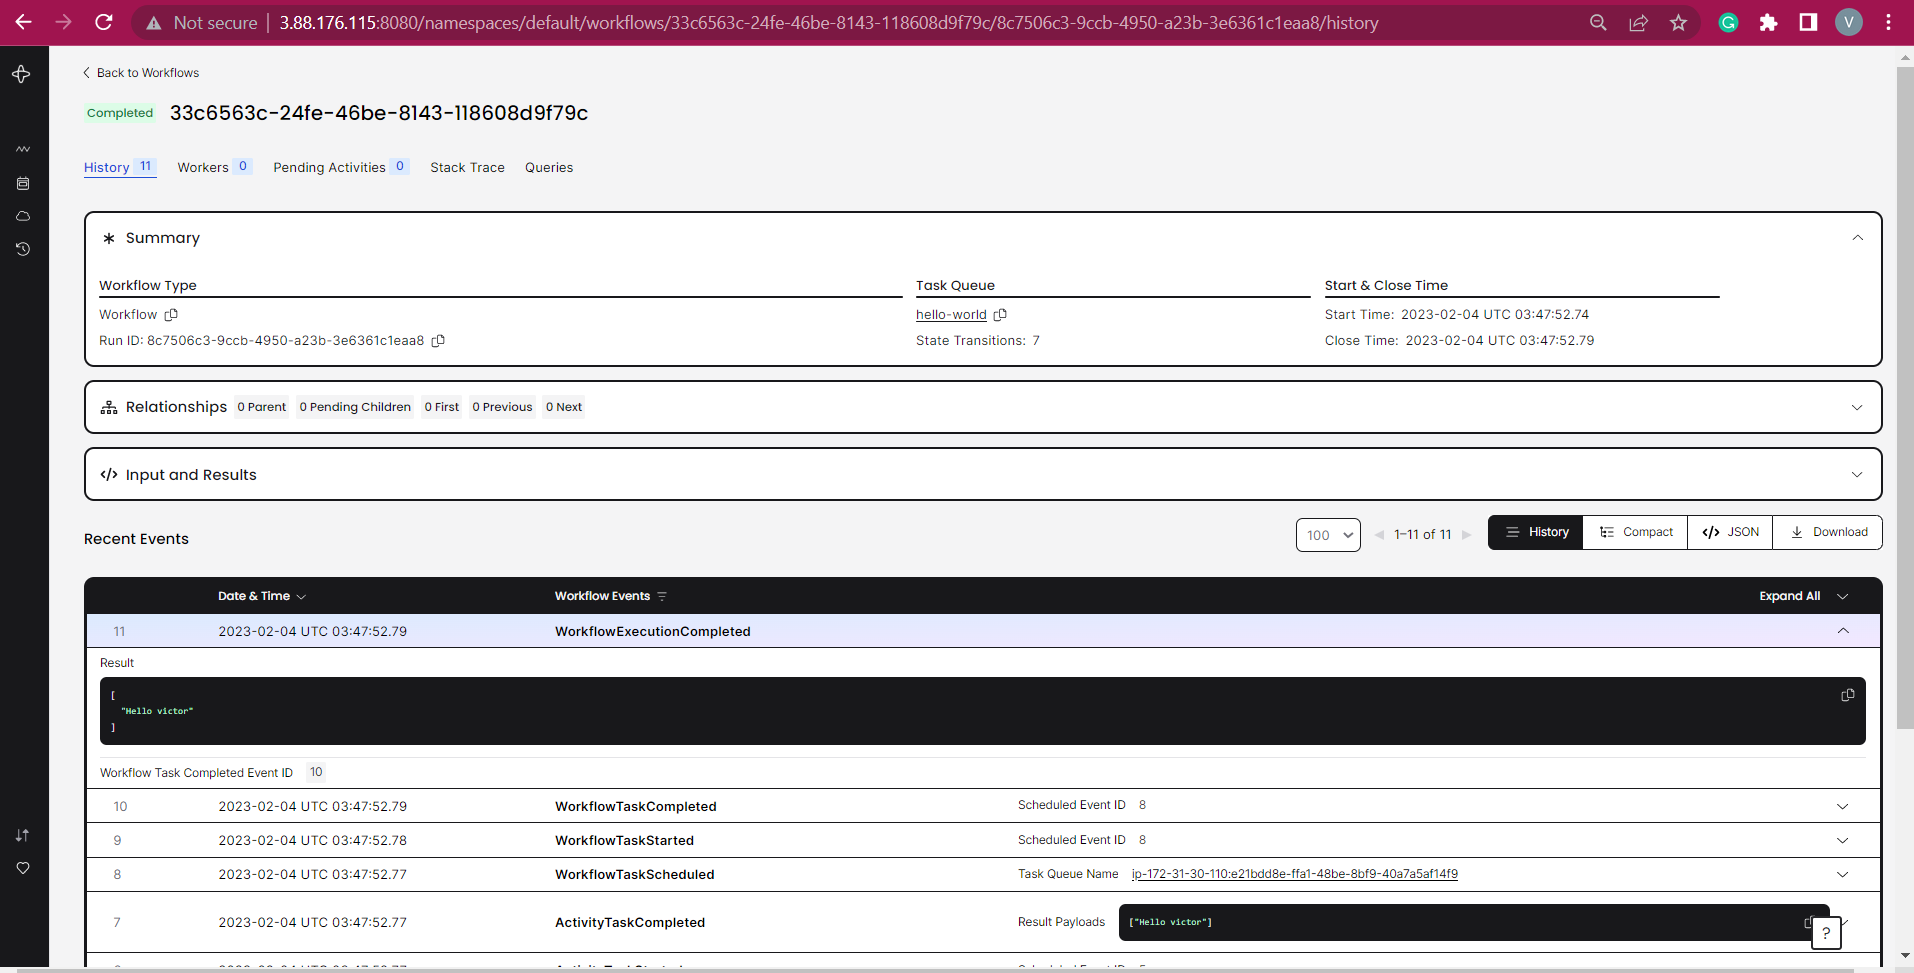 Not secure | 3.88.176.115:8080/namespaces/default/workflows/33c6563c-24fe-46be-8143-118608d9f79c/8c7506c3-9ccb-4950-a23b-3e6361c1eaa8/history
V
Back to Workflows
Completed 33c6563c-24fe-46be-8143-118608d9f79c
History 11 Workers 0 Pending Activities 0 Stack Trace Queries
Summary
Workflow Type Task Queue Start & Close Time
Workflow hello-world Start Time: 2023-02-04 UTC 03:47:52.74
Run ID: 8c7506c3-9ccb-4950-a23b-3e6361c1eaa8 State Transitions: 7 Close Time: 2023-02-04 UTC 03:47:52.79
Relationships 0 Parent 0 Pending Children 0 First 0 Previous 0 Next
</> Input and Results
Recent Events 100 1–11 of 11 History Compact </> JSON Download
Date & Time Workflow Events Expand All
11 2023-02-04 UTC 03:47:52.79 WorkflowExecutionCompleted
Result
[
"Hello victor"
]
Workflow Task Completed Event ID 10
10 2023-02-04 UTC 03:47:52.79 WorkflowTaskCompleted Scheduled Event ID 8
9 2023-02-04 UTC 03:47:52.78 WorkflowTaskStarted Scheduled Event ID 8
8 2023-02-04 UTC 03:47:52.77 WorkflowTaskScheduled Task Queue Name ip-172-31-30-110:e21bdd8e-ffa1-48be-8bf9-40a7a5af14f9
7 2023-02-04 UTC 03:47:52.77 ActivityTaskCompleted Result Payloads ["Hello victor"]
?